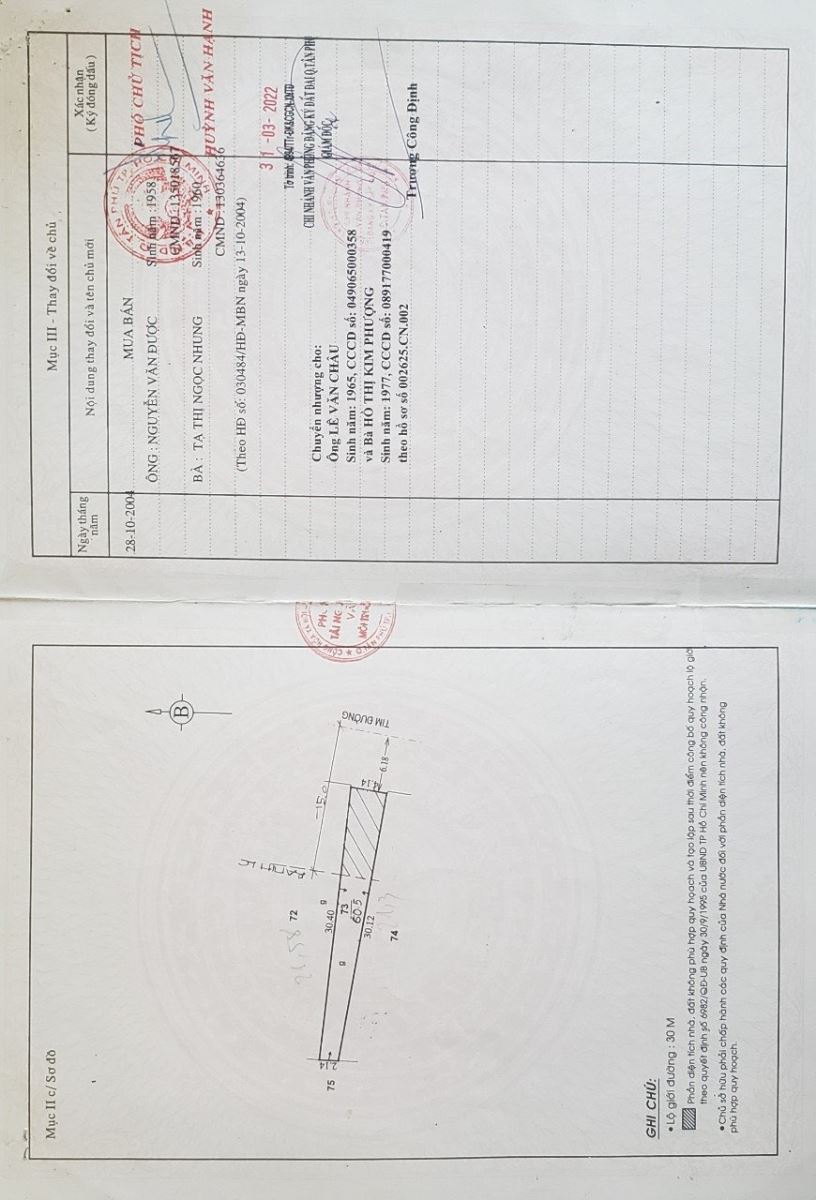 Mục III - Thay đổi về chủ
Ngày tháng năm
Nội dung thay đổi và tên chủ mới
Xác nhận
( Ký đóng dấu )
28-10-2004
MUA BÁN
PHÓ CHỦ TỊCH
ÔNG : NGUYỄN VĂN ĐƯỢC
Sinh năm : 1958
CMND : 135018567
BÀ : TẠ THỊ NGỌC NHUNG
Sinh năm : 1960
HUỲNH VĂN HẠNH
CMND : 130364636
(Theo HĐ số: 030484/HĐ-MBN ngày 13-10-2004)
31-03-2022
CHI NHÁNH VĂN PHÒNG ĐĂNG KÝ ĐẤT ĐAI Q.TÂN PHÚ
GIÁM ĐỐC
Chuyển nhượng cho:
Ông LÊ VĂN CHÂU
Sinh năm: 1965, CCCD số: 049065000358
và Bà HỒ THỊ KIM PHƯỢNG
Sinh năm: 1977, CCCD số: 089177000419
theo hồ sơ số 002625.CN.002
Trương Công Định
Mục II c/ Sơ đồ
B
TIM ĐƯỜNG
15.0
6.18
4.14
g
72
30.40
73
60.5
30.12
g
74
21.58
2.14
75
GHI CHÚ:
• Lộ giới đường : 30 M
Phần diện tích nhà, đất không phù hợp quy hoạch và tạo lập sau thời điểm công bố quy hoạch lộ giới
theo quyết định số 6982/QĐ-UB ngày 30/9/1995 của UBND TP Hồ Chí Minh nên không công nhận.
• Chủ sở hữu phải chấp hành các quy định của Nhà nước đối với phần diện tích nhà, đất không
phù hợp quy hoạch.